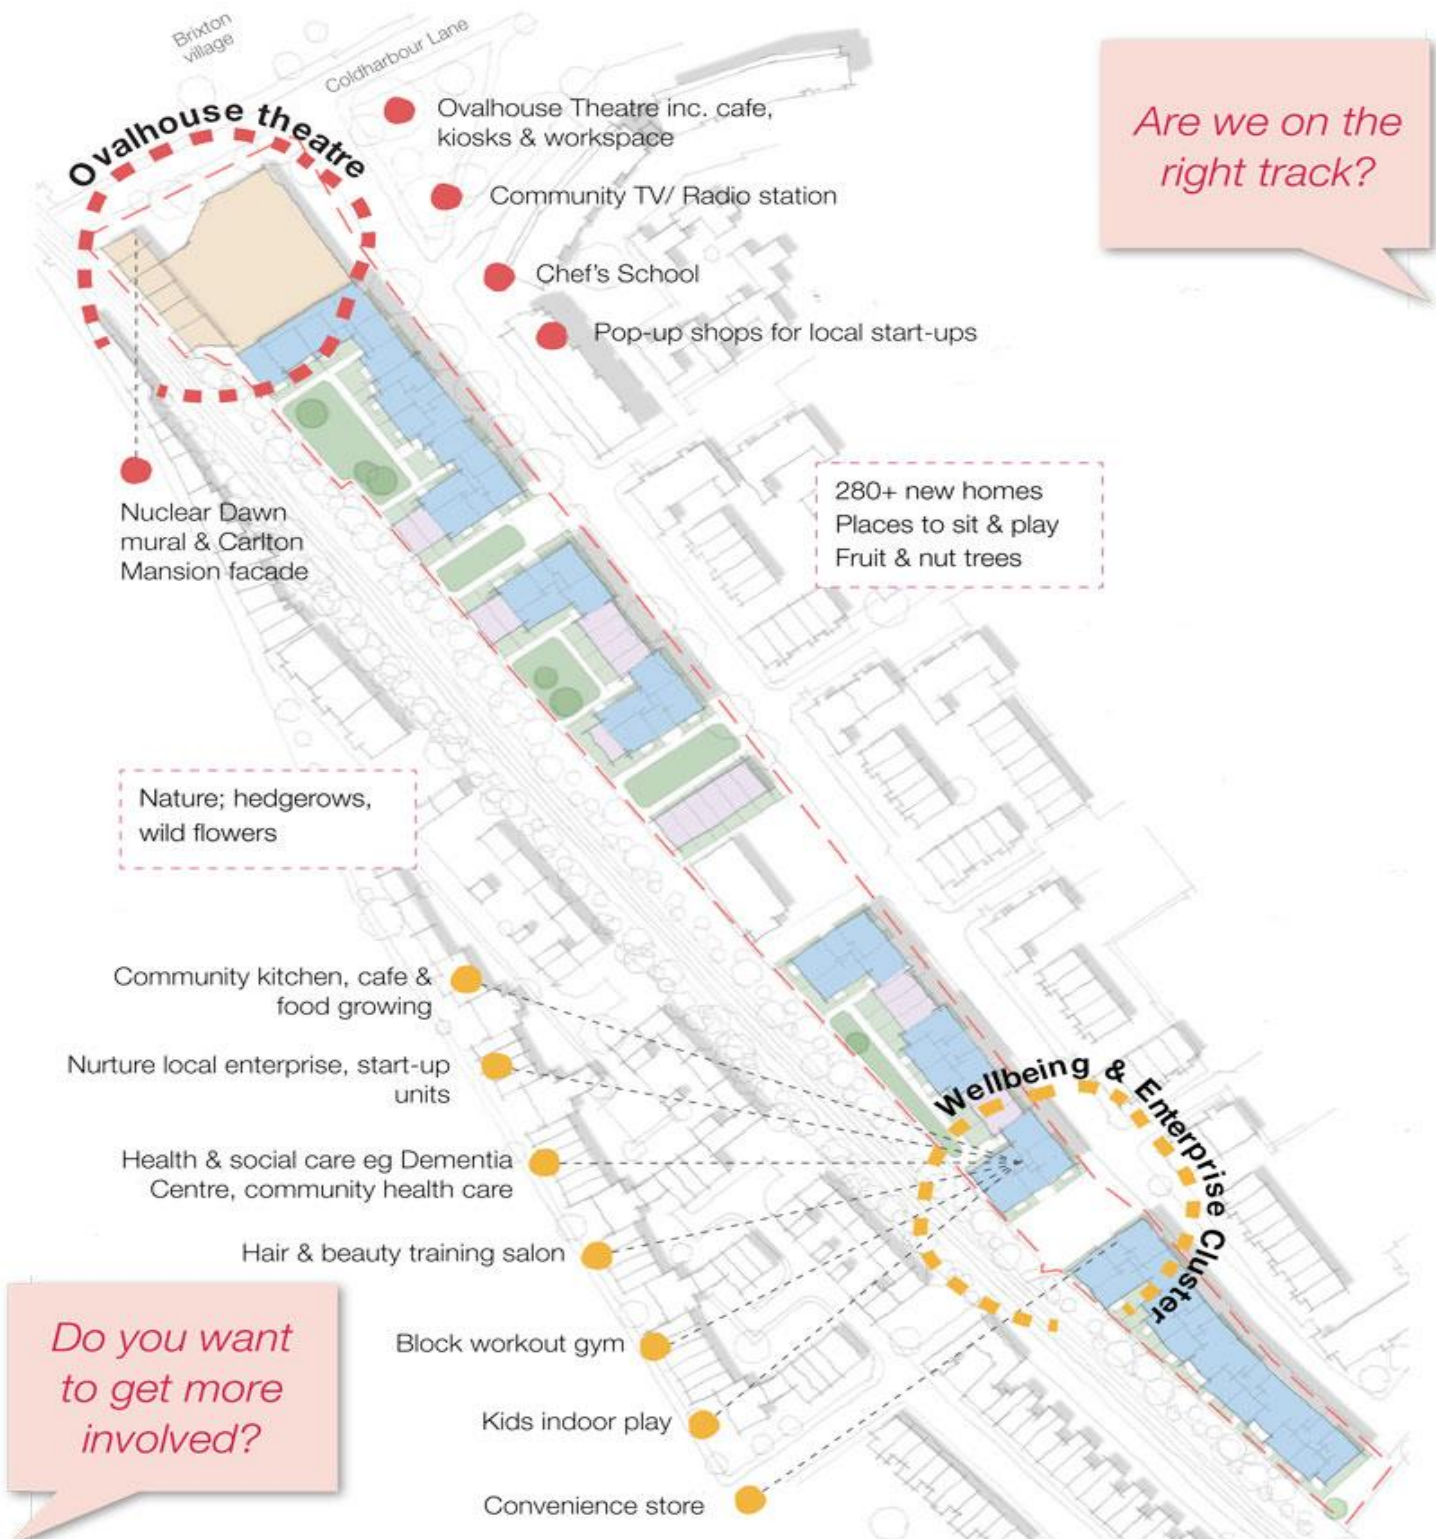 Brixton
village
Coldharbour Lane
Ovalhouse theatre
Ovalhouse Theatre inc. cafe,
kiosks & workspace
Community TV/ Radio station
Chef's School
Pop-up shops for local start-ups
Are we on the
right track?
Nuclear Dawn
mural & Carlton
Mansion facade
280+ new homes
Places to sit & play
Fruit & nut trees
Nature; hedgerows,
wild flowers
Community kitchen, cafe &
food growing
Nurture local enterprise, start-up
units
Health & social care eg Dementia
Centre, community health care
Hair & beauty training salon
Block workout gym
Kids indoor play
Convenience store
Wellbeing & Enterprise Cluster
Do you want
to get more
involved?